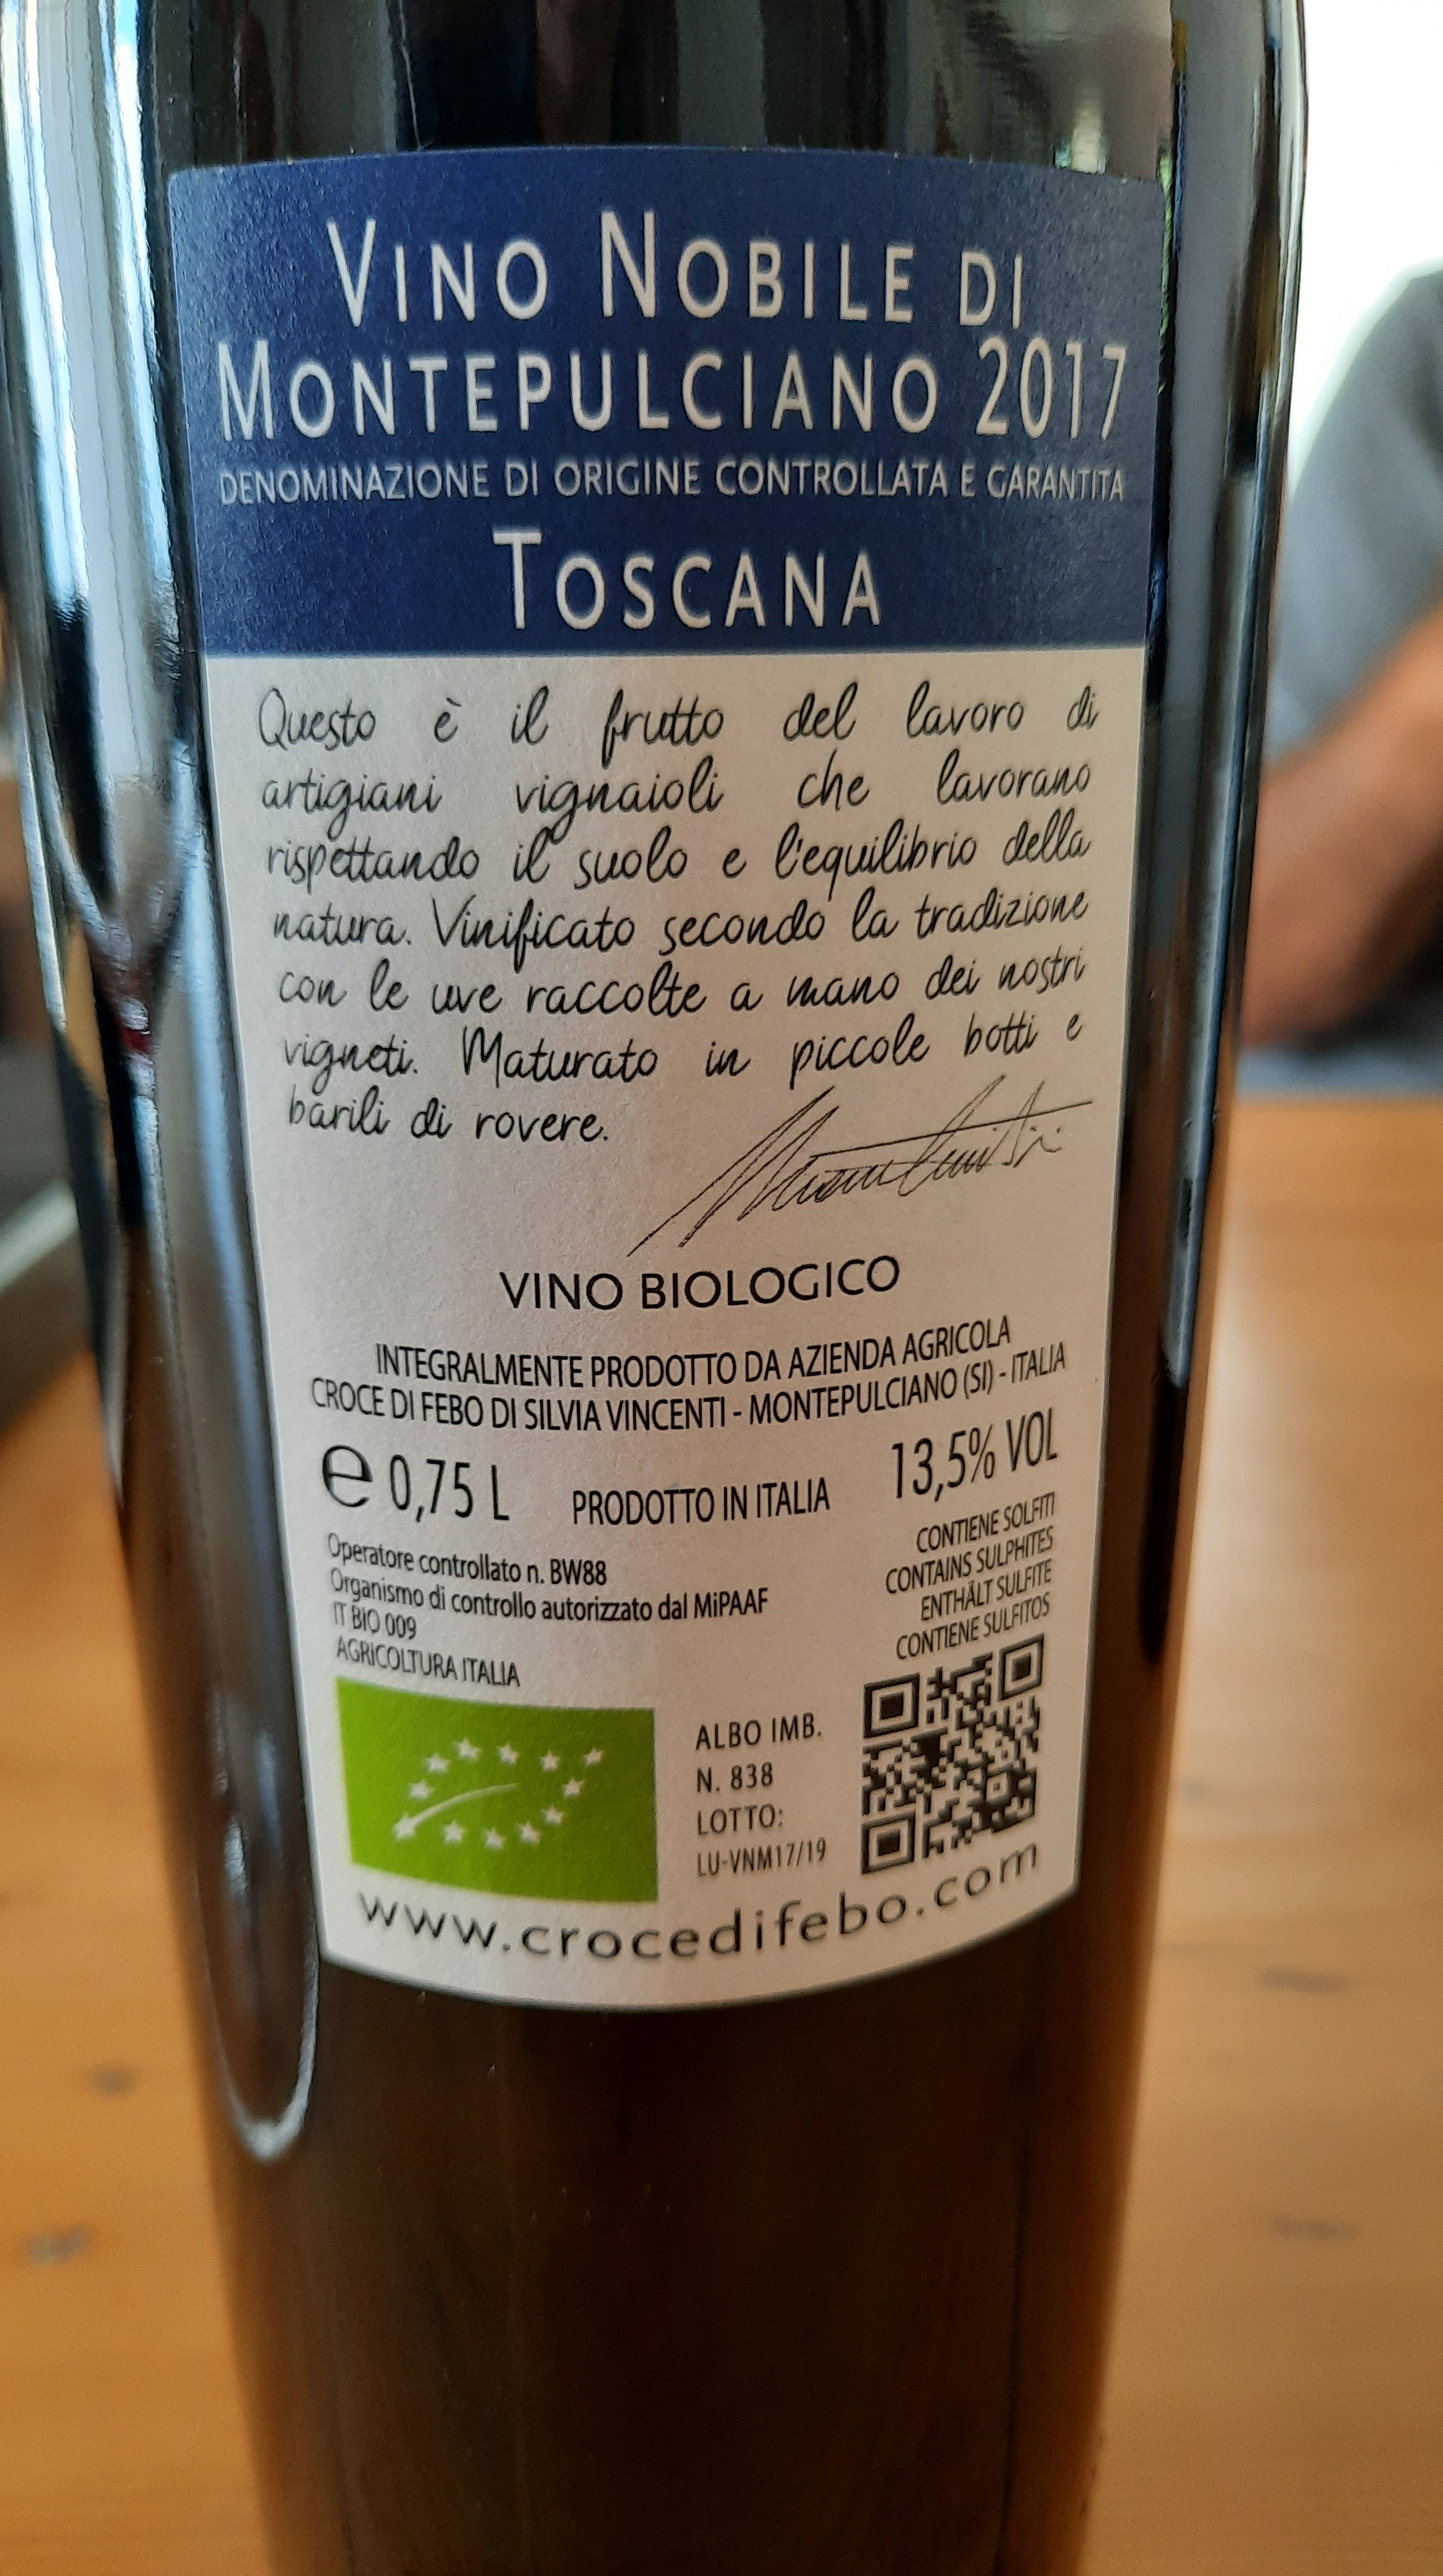 VINO NOBILE DI
MONTEPULCIANO 2017
DENOMINAZIONE DI ORIGINE CONTROLLATA E GARANTITA
TOSCANA
Questo è il frutto del lavoro di
artigiani vignaioli che lavorano
rispettando il suolo e l'equilibrio della
natura. Vinificato secondo la tradizione
con le uve raccolte a mano dei nostri
vigneti. Maturato in piccole botti e
barili di rovere.
VINO BIOLOGICO
INTEGRALMENTE PRODOTTO DA AZIENDA AGRICOLA
CROCE DI FEBO DI SILVIA VINCENTI - MONTEPULCIANO (SI) - ITALIA
℮ 0,75 L PRODOTTO IN ITALIA 13,5% VOL
Operatore controllato n. BW88
Organismo di controllo autorizzato dal MiPAAF
IT BIO 009
AGRICOLTURA ITALIA
CONTIENE SOLFITI
CONTAINS SULPHITES
ENTHÄLT SULFITE
CONTIENE SULFITOS
ALBO IMB.
N. 838
LOTTO:
LU-VNM17/19
www.crocedifebo.com